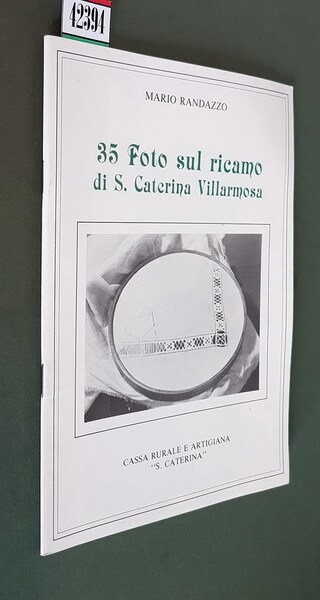 42394
MARIO RANDAZZO
35 Foto sul ricamo
di S. Caterina Villarmosa
CASSA RURALE E ARTIGIANA
"S. CATERINA"